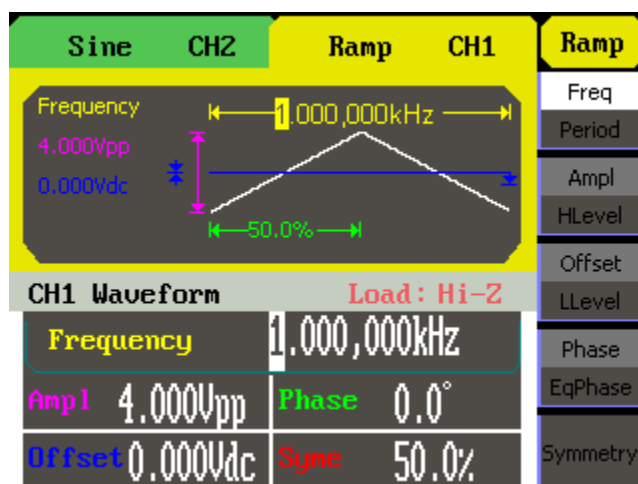 Sine CH2 Ramp CH1 Ramp
Frequency
1.000,000kHz
4.000Vpp
0.000Vdc
50.0%
CH1 Waveform Load: Hi-Z
Frequency 1.000,000kHz
Ampl 4.000Vpp Phase 0.0°
Offset 0.000Vdc Syme 50.0%
Freq
Period
Ampl
HLevel
Offset
LLevel
Phase
EqPhase
Symmetry